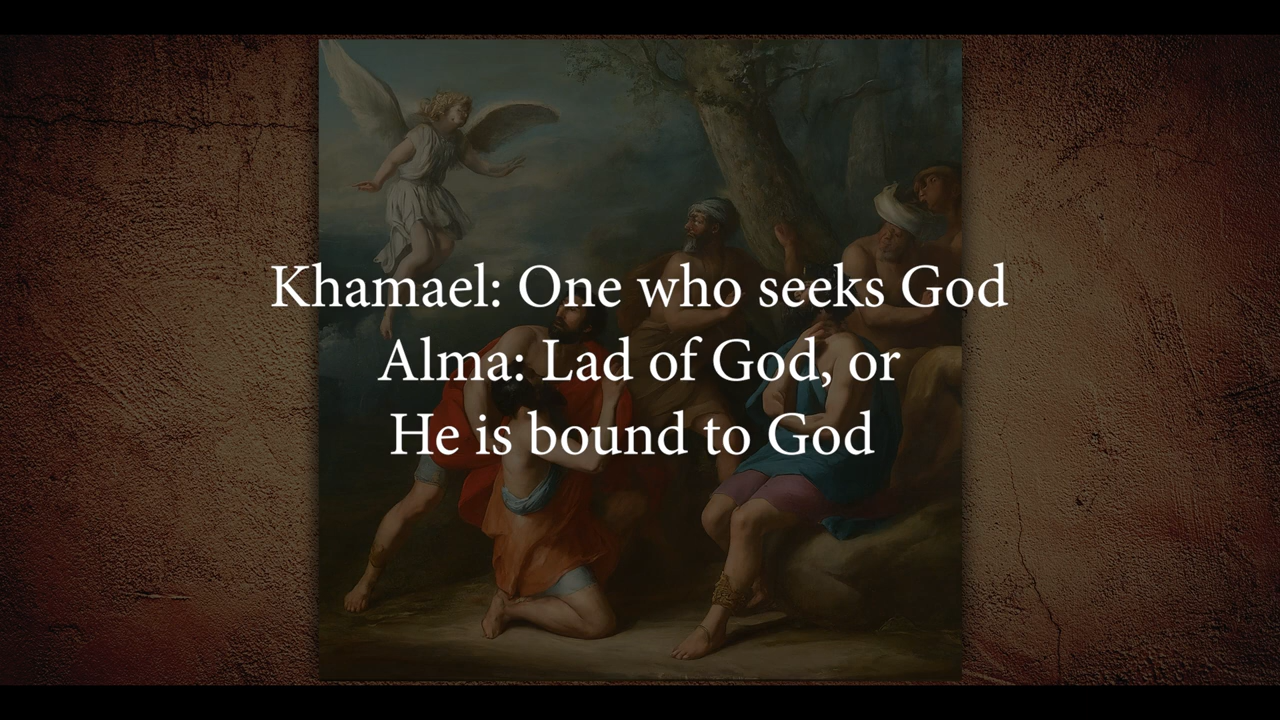 Khamael: One who seeks God
Alma: Lad of God, or
He is bound to God